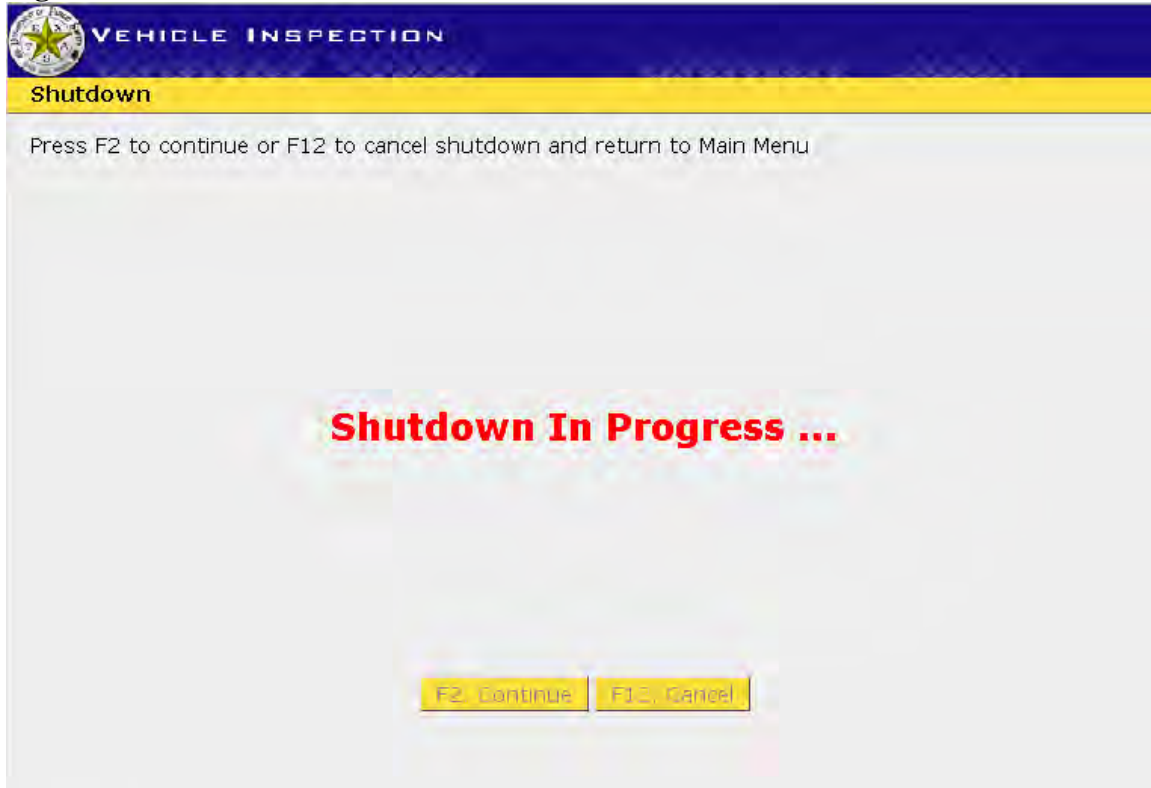 VEHICLE INSPECTION
Shutdown
Press F2 to continue or F12 to cancel shutdown and return to Main Menu
Shutdown In Progress ...
F2. Continue F12. Cancel